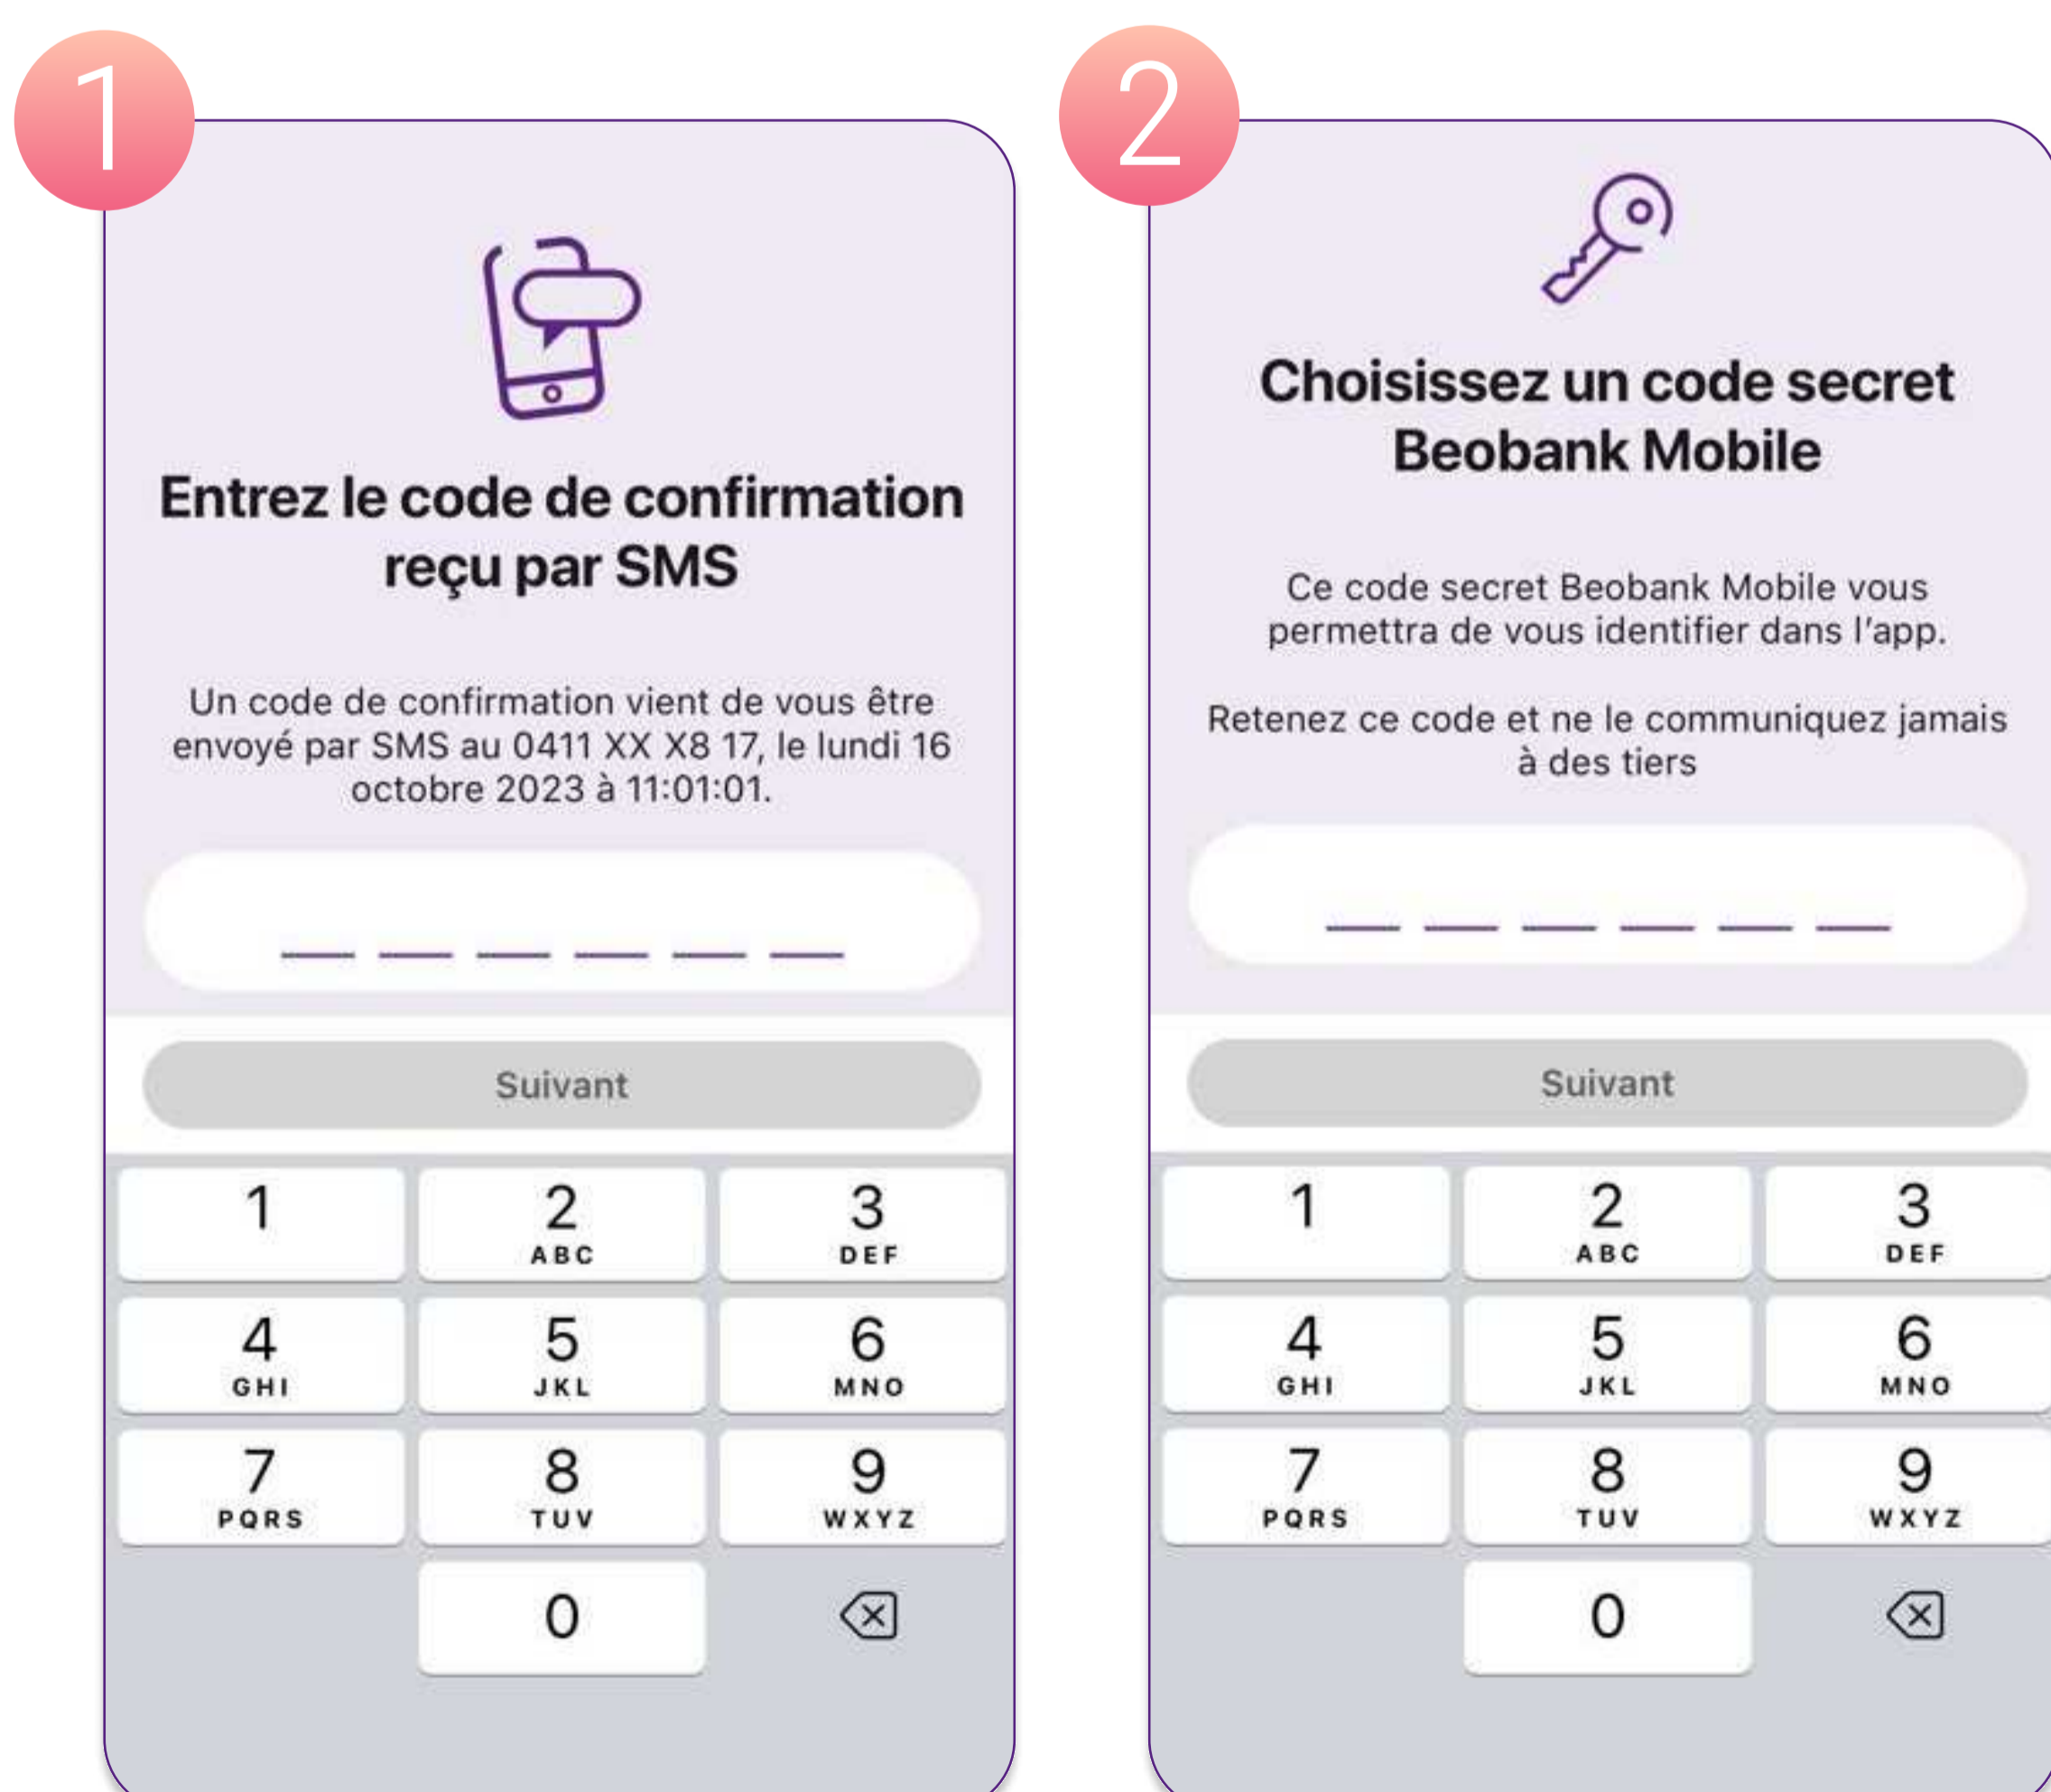 1
Entrez le code de confirmation
reçu par SMS
Un code de confirmation vient de vous être
envoyé par SMS au 0411 XX X8 17, le lundi 16
octobre 2023 à 11:01:01.
Suivant
1 2 3
ABC DEF
4 5 6
GHI JKL MNO
7 8 9
PQRS TUV WXYZ
0
2
Choisissez un code secret
Beobank Mobile
Ce code secret Beobank Mobile vous
permettra de vous identifier dans l'app.
Retenez ce code et ne le communiquez jamais
à des tiers
Suivant
1 2 3
ABC DEF
4 5 6
GHI JKL MNO
7 8 9
PQRS TUV WXYZ
0